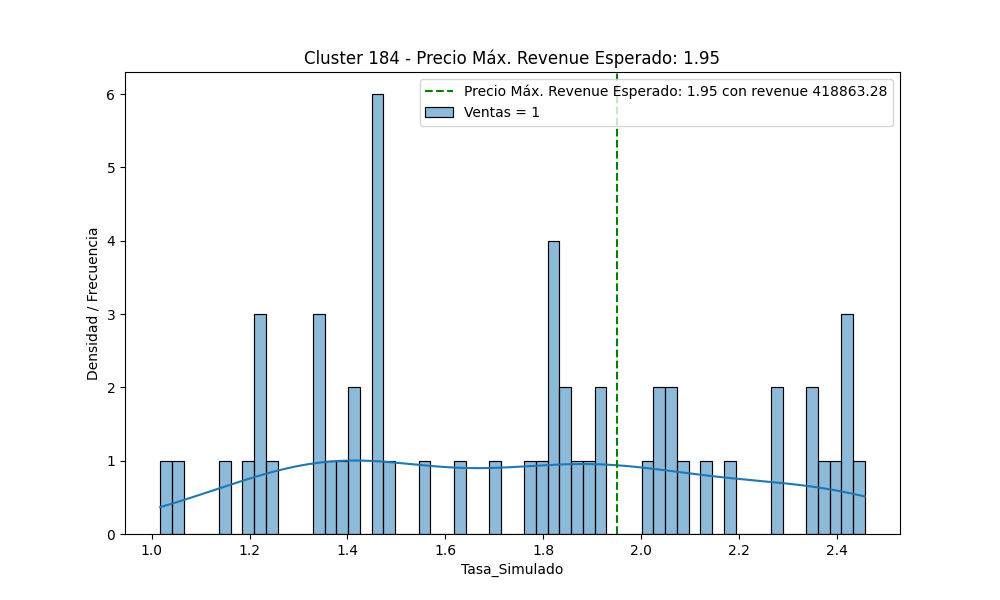 Cluster 184 - Precio Máx. Revenue Esperado: 1.95
Precio Máx. Revenue Esperado: 1.95 con revenue 418863.28
Ventas = 1
Densidad / Frecuencia
6
5
4
3
2
1
0
1.0 1.2 1.4 1.6 1.8 2.0 2.2 2.4
Tasa_Simulado